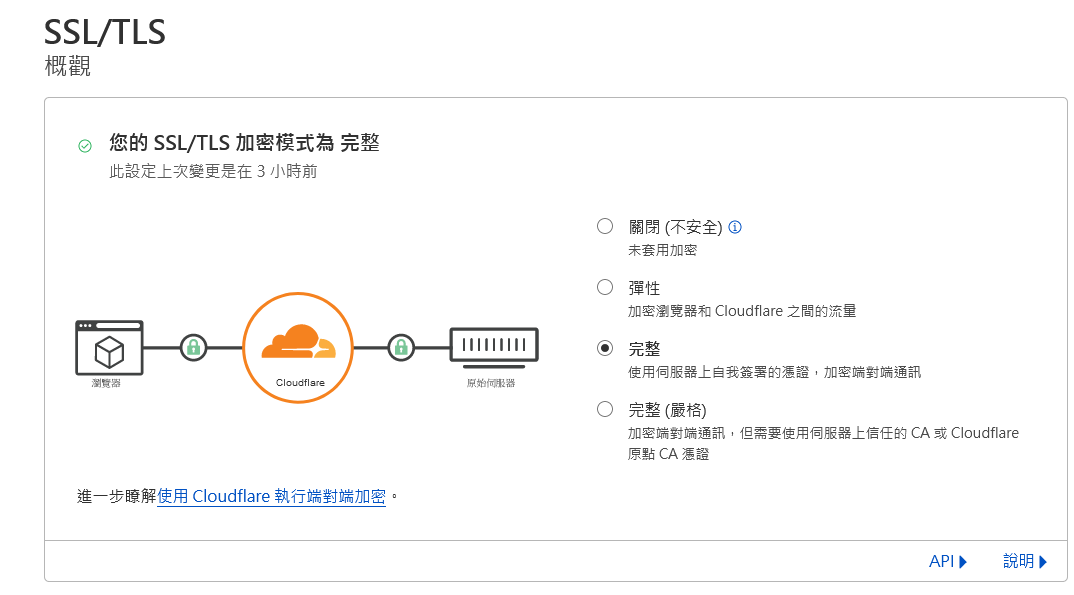 SSL/TLS
概觀
您的 SSL/TLS 加密模式為 完整
此設定上次變更是在 3 小時前
瀏覽器
Cloudflare
原始伺服器
關閉 (不安全)
未套用加密
彈性
加密瀏覽器和 Cloudflare 之間的流量
完整
使用伺服器上自我簽署的憑證，加密端對端通訊
完整 (嚴格)
加密端對端通訊，但需要使用伺服器上信任的 CA 或 Cloudflare
原點 CA 憑證
進一步瞭解使用 Cloudflare 執行端對端加密。
API
說明